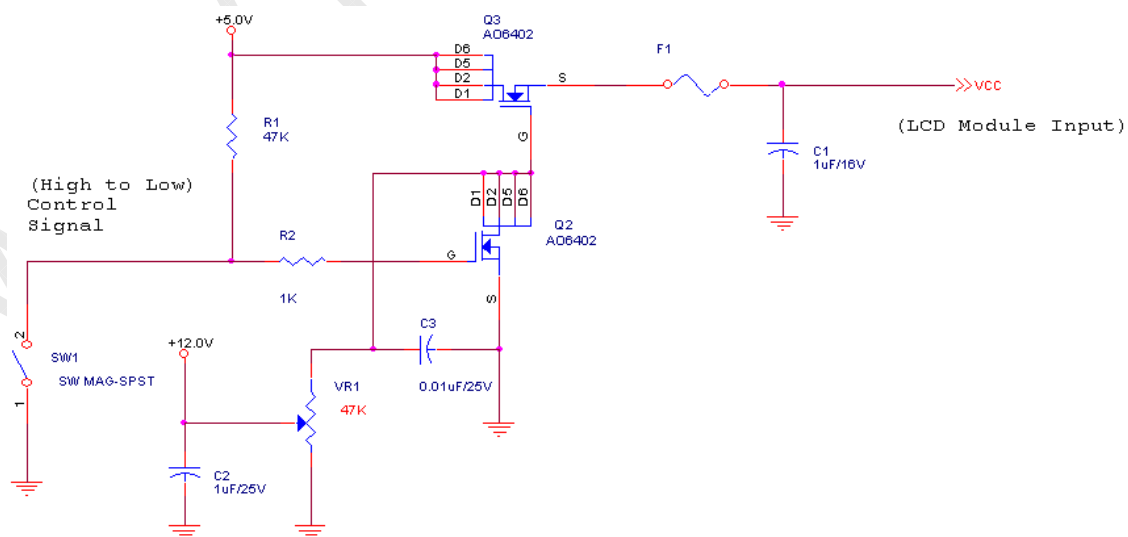 +5.0V
Q3
AO6402
D6
D5
D2
D1
S
G
F1
VCC
(LCD Module Input)
C1
1uF/16V
R1
47K
(High to Low)
Control
Signal
D1
D2
D5
D6
Q2
AO6402
R2
G
1K
S
C3
0.01uF/25V
2
SW1
SW MAG-SPST
1
+12.0V
VR1
47K
C2
1uF/25V